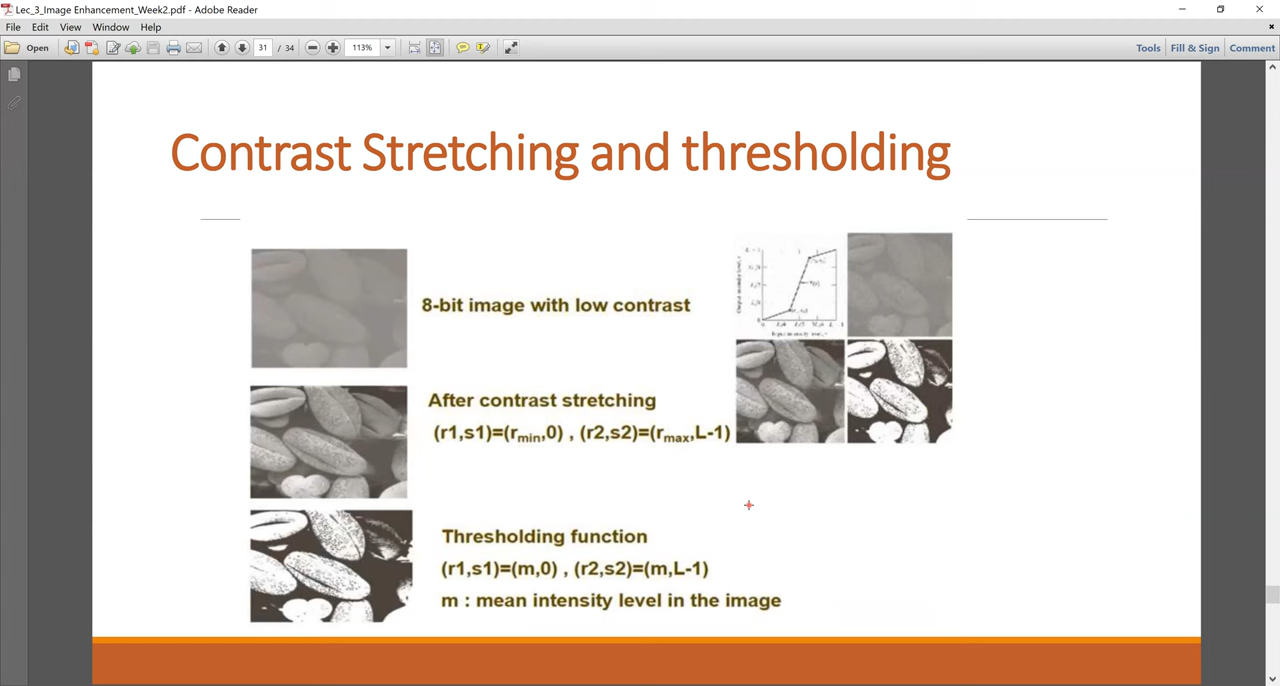 Lec_3_Image Enhancement_Week2.pdf - Adobe Reader
File Edit View Window Help
Open 31 / 34 113% Tools Fill & Sign Comment
Contrast Stretching and thresholding
8-bit image with low contrast
After contrast stretching
(r1,s1)=(rmin,0) , (r2,s2)=(rmax,L-1)
Thresholding function
(r1,s1)=(m,0) , (r2,s2)=(m,L-1)
m : mean intensity level in the image